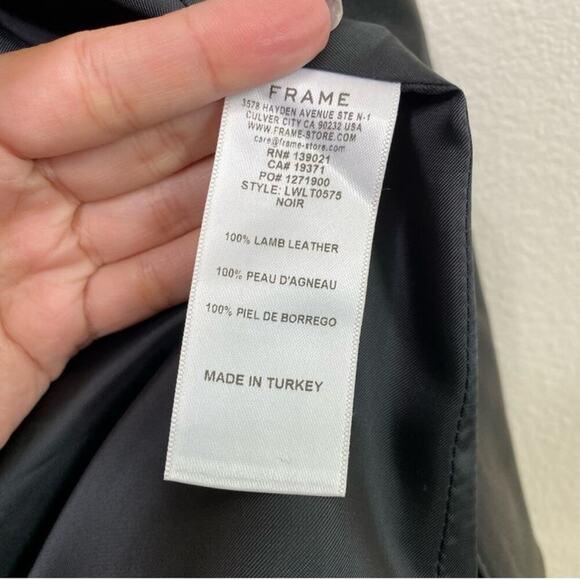 FRAME
3578 HAYDEN AVENUE STE N-1
CULVER CITY CA 90232 USA
WWW.FRAME-STORE.COM
care@frame-store.com
RN# 139021
CA# 19371
PO# 1271900
STYLE: LWLT0575
NOIR
100% LAMB LEATHER
100% PEAU D'AGNEAU
100% PIEL DE BORREGO
MADE IN TURKEY